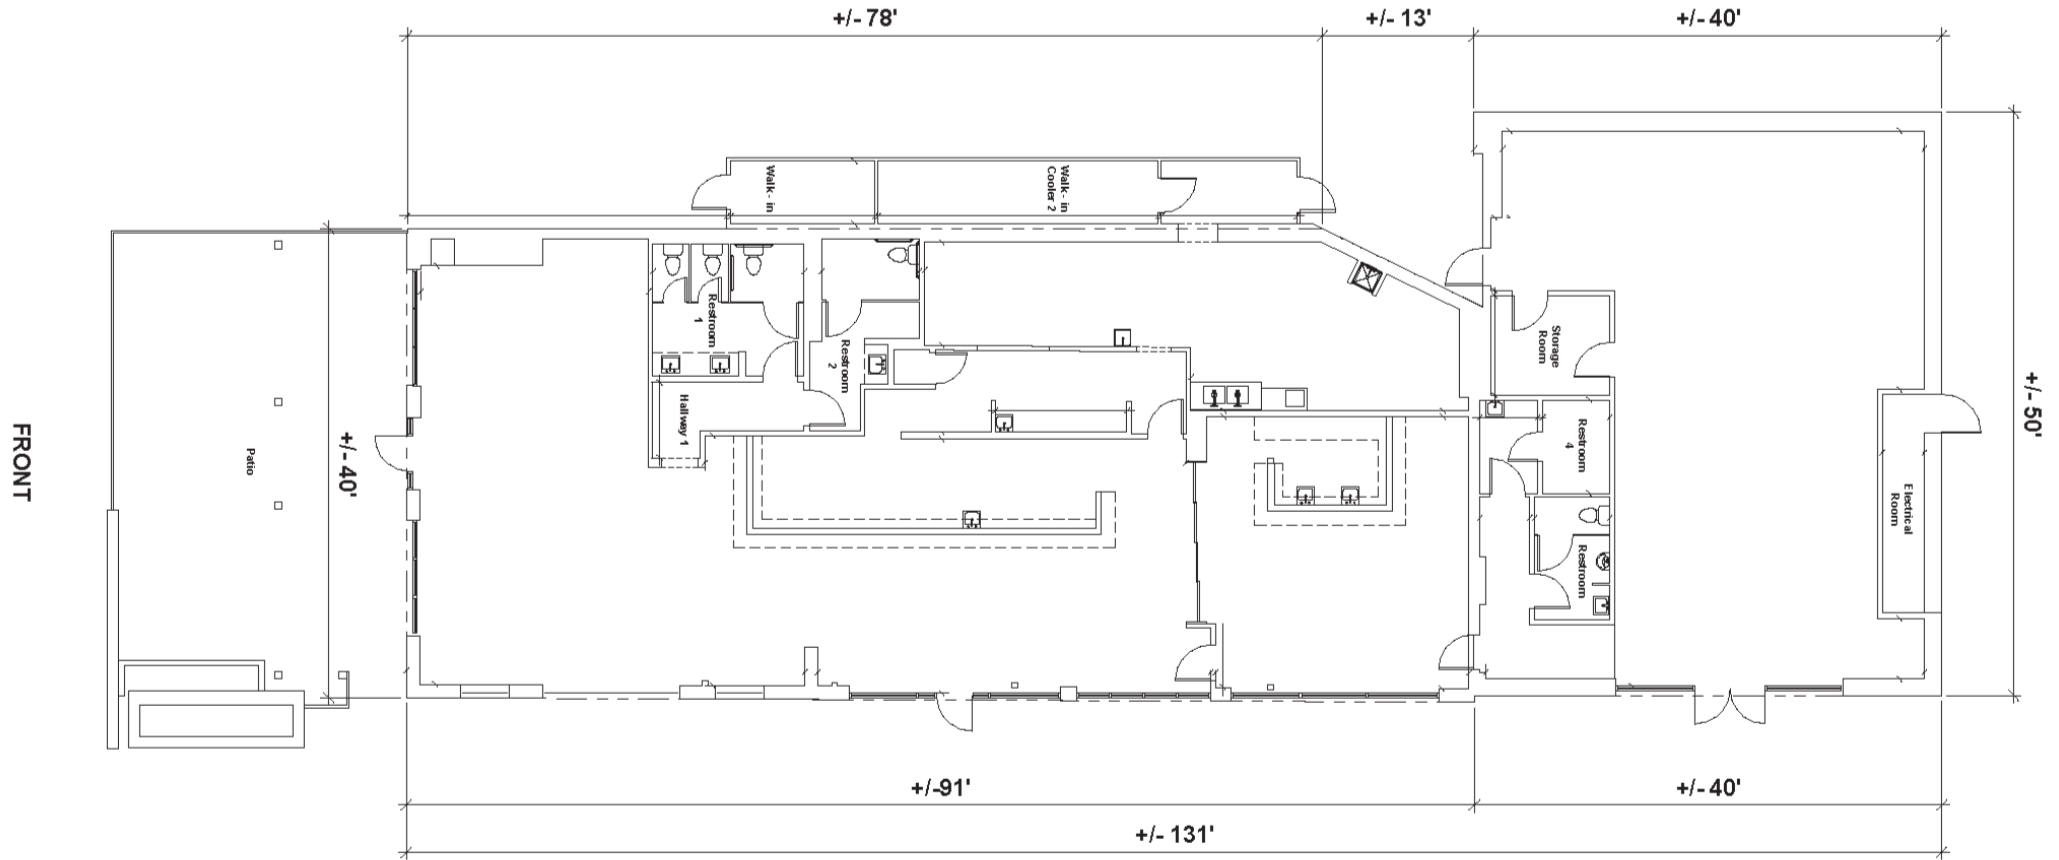 +/- 78'
+/- 13'
+/- 40'
Walk - in
Walk - in
Cooler 2
Restroom
1
Restroom
2
Hallway 1
Storage
Room
Restroom
4
Restroom
Electrical
Room
+/- 50'
+/- 40'
Patio
FRONT
+/-91'
+/- 40'
+/- 131'